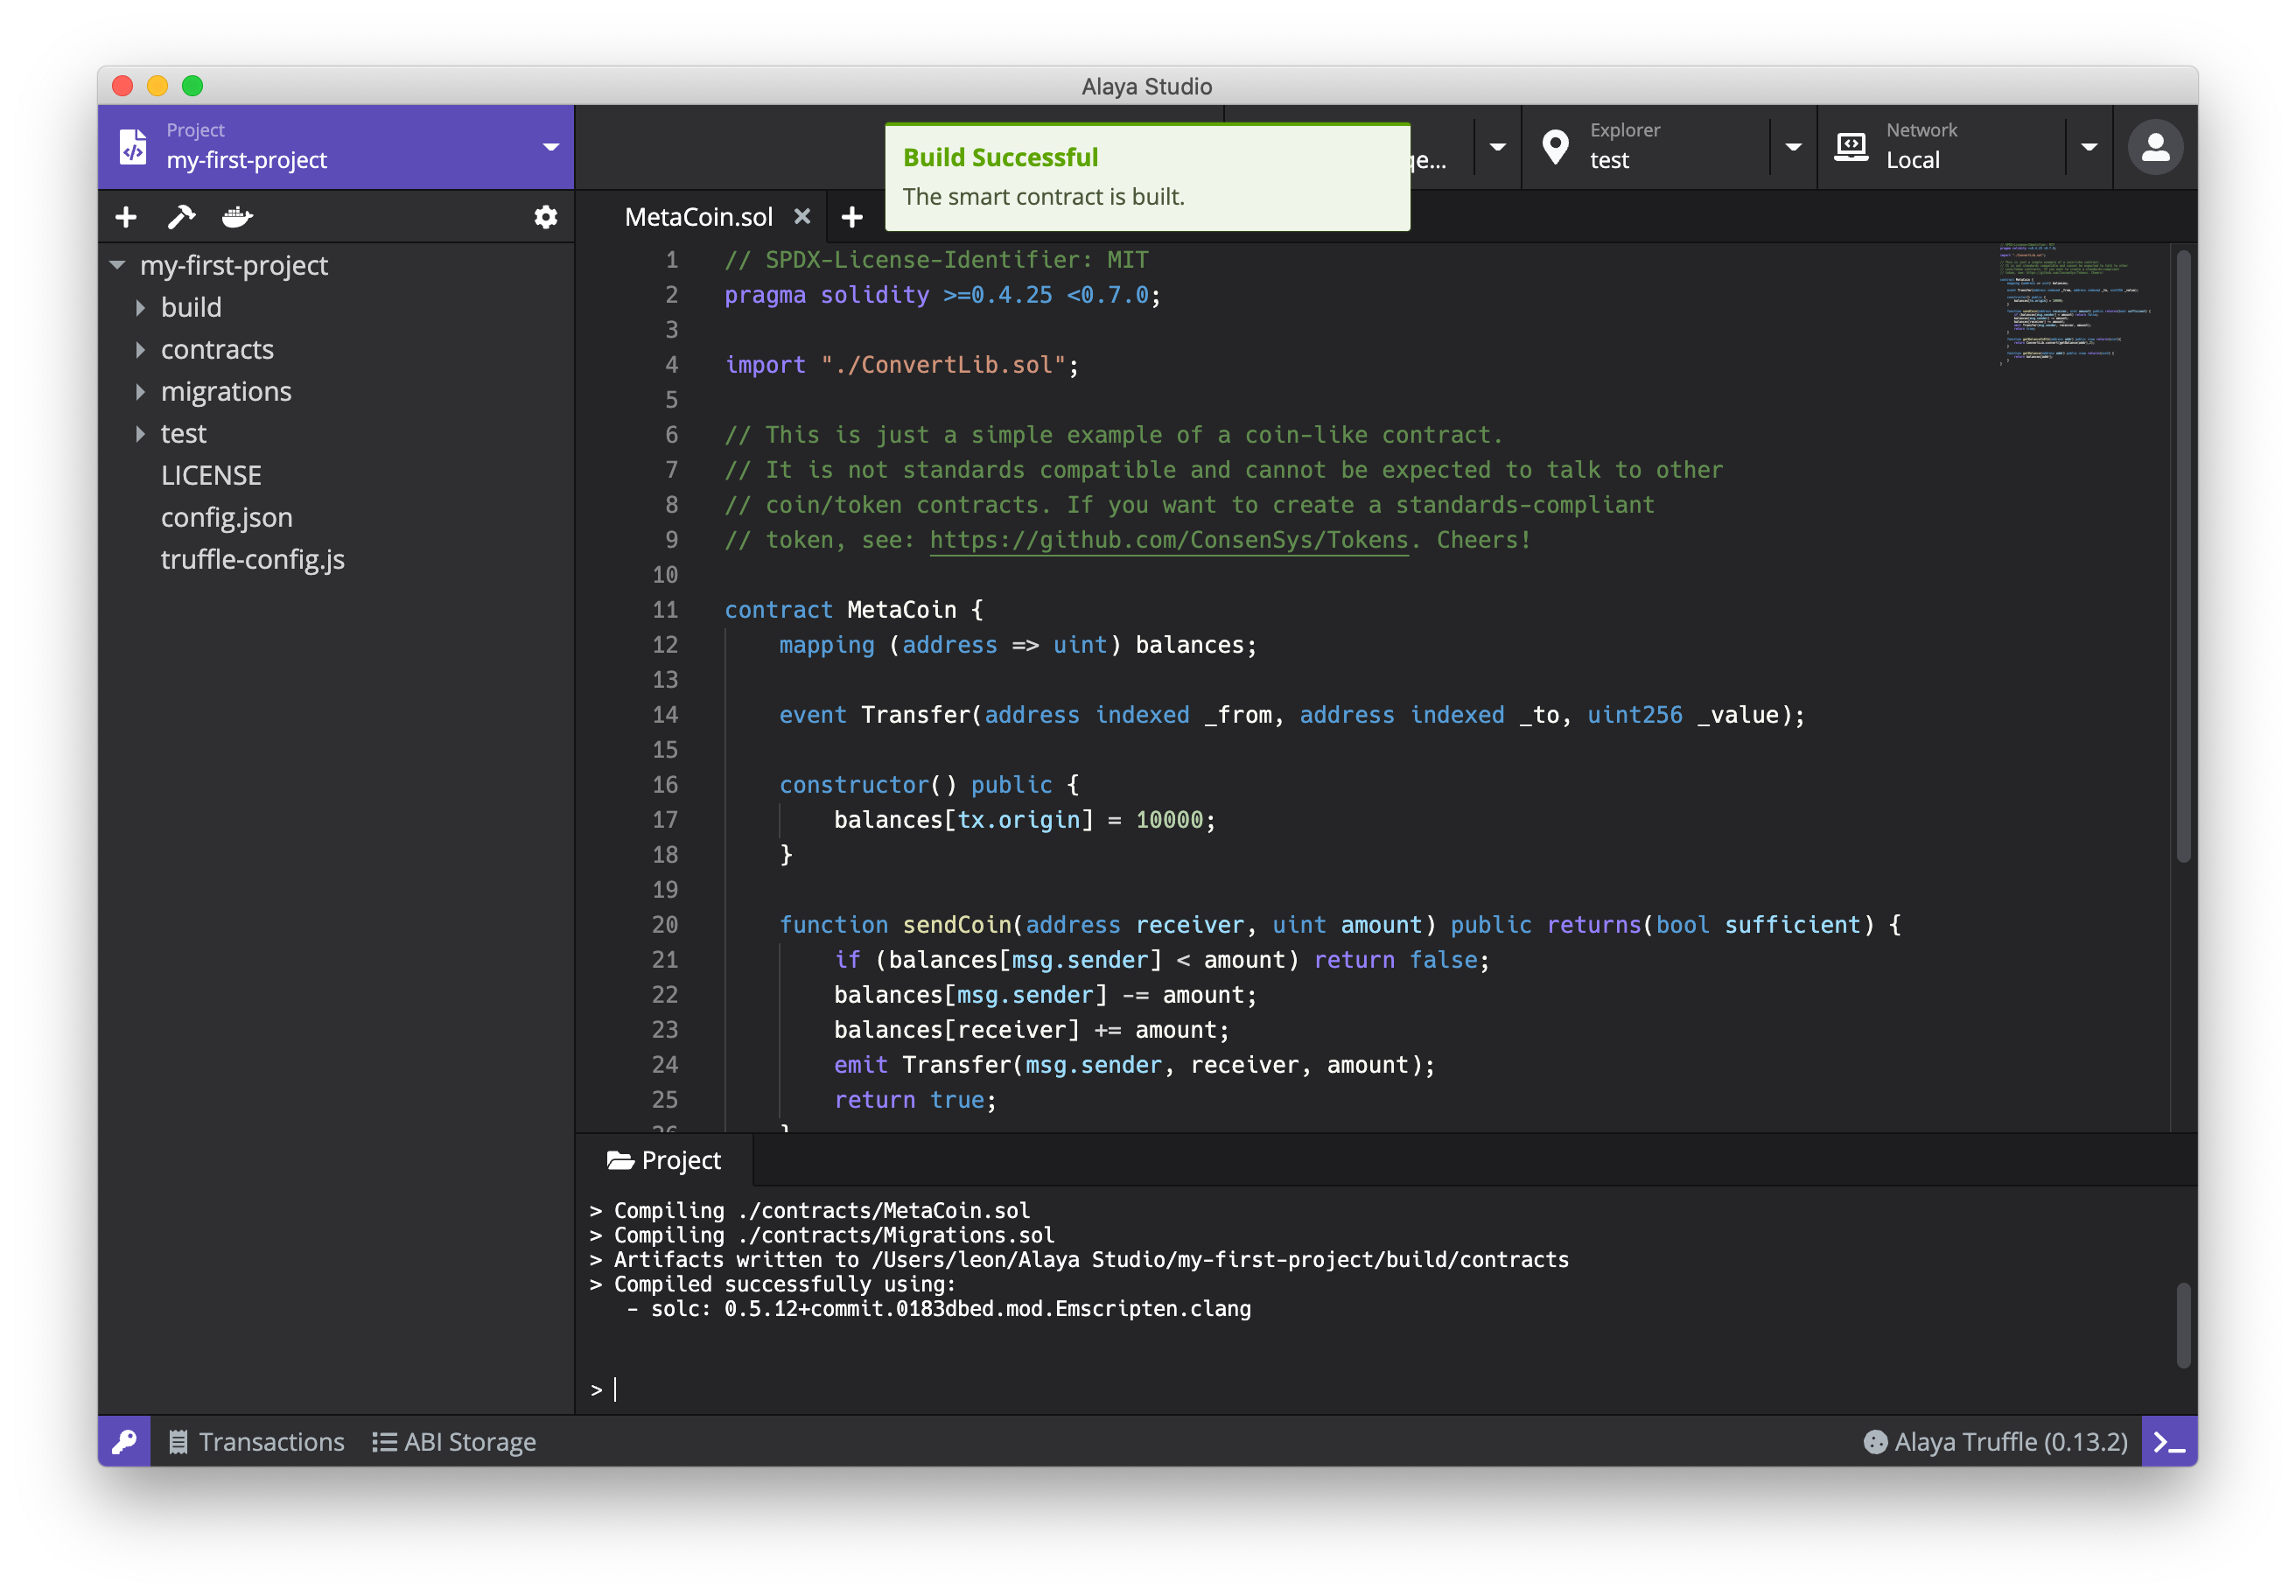 Alaya Studio
Project
my-first-project
Build Successful
The smart contract is built.
Explorer
test
Network
Local
MetaCoin.sol
my-first-project
build
contracts
migrations
test
LICENSE
config.json
truffle-config.js
1 // SPDX-License-Identifier: MIT
2 pragma solidity >=0.4.25 <0.7.0;
3
4 import "./ConvertLib.sol";
5
6 // This is just a simple example of a coin-like contract.
7 // It is not standards compatible and cannot be expected to talk to other
8 // coin/token contracts. If you want to create a standards-compliant
9 // token, see: https://github.com/ConsenSys/Tokens. Cheers!
10
11 contract MetaCoin {
12 mapping (address => uint) balances;
13
14 event Transfer(address indexed _from, address indexed _to, uint256 _value);
15
16 constructor() public {
17 balances[tx.origin] = 10000;
18 }
19
20 function sendCoin(address receiver, uint amount) public returns(bool sufficient) {
21 if (balances[msg.sender] < amount) return false;
22 balances[msg.sender] -= amount;
23 balances[receiver] += amount;
24 emit Transfer(msg.sender, receiver, amount);
25 return true;
Project
> Compiling ./contracts/MetaCoin.sol
> Compiling ./contracts/Migrations.sol
> Artifacts written to /Users/leon/Alaya Studio/my-first-project/build/contracts
> Compiled successfully using:
- solc: 0.5.12+commit.0183dbed.mod.Emscripten.clang
>
Transactions
ABI Storage
Alaya Truffle (0.13.2)